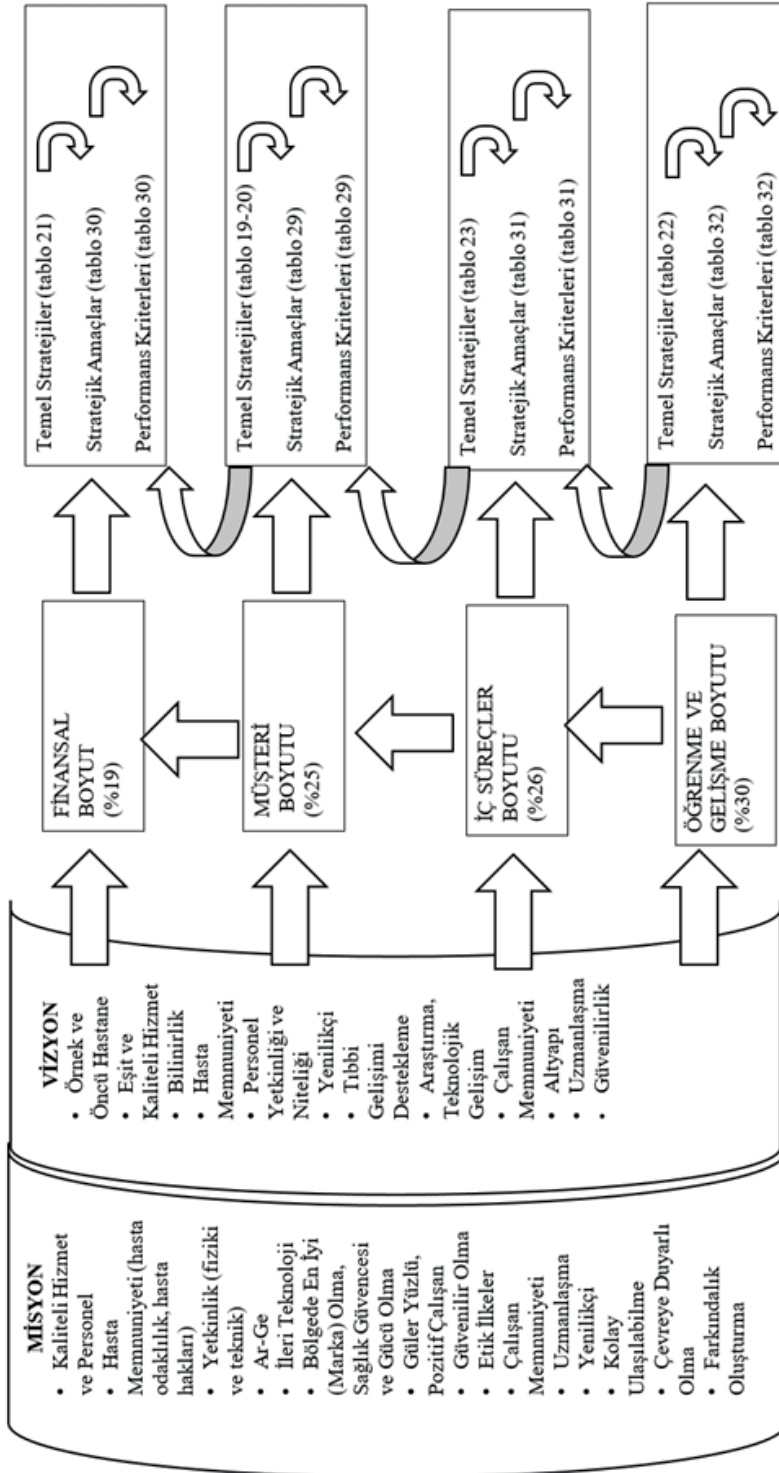 MİSYON
• Kaliteli Hizmet
ve Personel
• Hasta
Memnuniyeti (hasta
odaklılık, hasta
hakları)
• Yetkinlik (fiziki
ve teknik)
• Ar-Ge
• İleri Teknoloji
• Bölgede En İyi
(Marka) Olma,
Sağlık Güvencesi
ve Gücü Olma
• Güler Yüzlü,
Pozitif Çalışan
• Güvenilir Olma
• Etik İlkeler
• Çalışan
Memnuniyeti
• Uzmanlaşma
• Yenilikçi
• Kolay
Ulaşılabilme
• Çevreye Duyarlı
Olma
• Farkındalık
Oluşturma
VİZYON
• Örnek ve
Öncü Hastane
• Eşit ve
Kaliteli Hizmet
• Bilinirlik
• Hasta
Memnuniyeti
• Personel
Yetkinliği ve
Niteliği
• Yenilikçi
• Tıbbi
Gelişimi
Destekleme
• Araştırma,
Teknolojik
Gelişim
• Çalışan
Memnuniyeti
• Altyapı
• Uzmanlaşma
• Güvenilirlik
FİNANSAL
BOYUT
(%19)
MÜŞTERİ
BOYUTU
(%25)
İÇ SÜREÇLER
BOYUTU
(%26)
ÖĞRENME VE
GELİŞME BOYUTU
(%30)
Temel Stratejiler (tablo 21)
Stratejik Amaçlar (tablo 30)
Performans Kriterleri (tablo 30)
Temel Stratejiler (tablo 19-20)
Stratejik Amaçlar (tablo 29)
Performans Kriterleri (tablo 29)
Temel Stratejiler (tablo 23)
Stratejik Amaçlar (tablo 31)
Performans Kriterleri (tablo 31)
Temel Stratejiler (tablo 22)
Stratejik Amaçlar (tablo 32)
Performans Kriterleri (tablo 32)